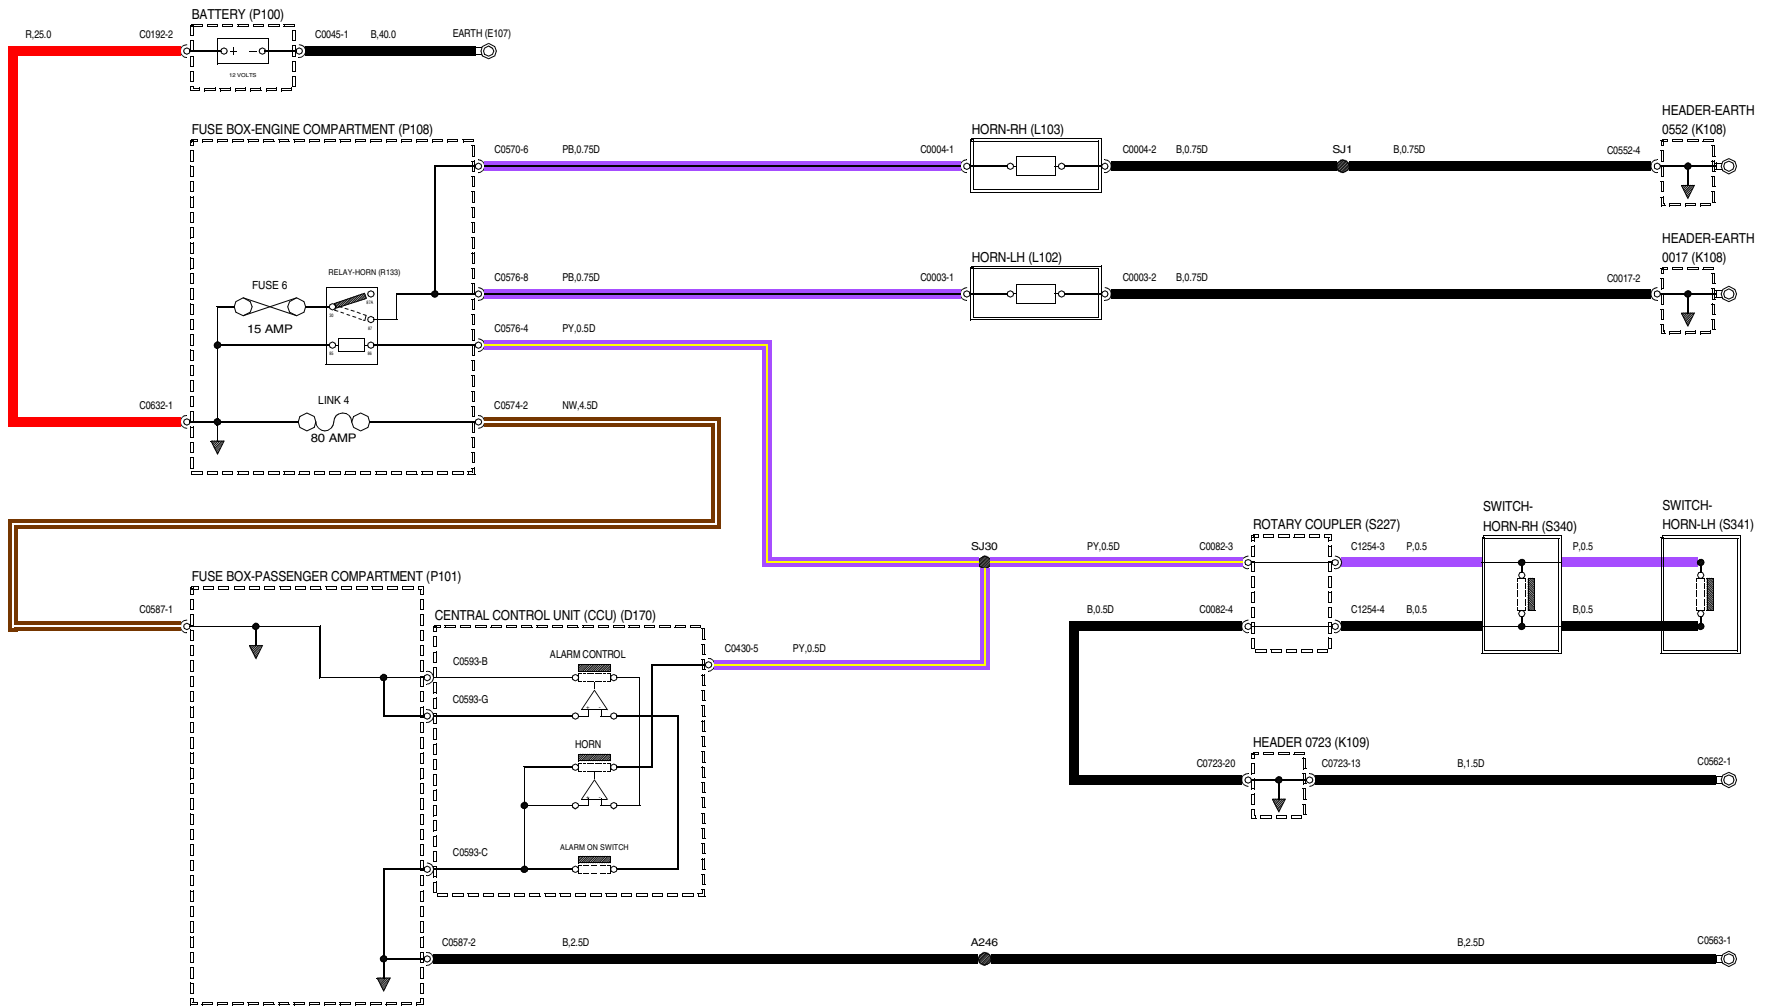 BATTERY (P100)
R,25.0
C0192-2
C0045-1
B,40.0
EARTH (E107)
+ −
12 VOLTS
FUSE BOX-ENGINE COMPARTMENT (P108)
HORN-RH (L103)
HEADER-EARTH
0552 (K108)
C0570-6
PB,0.75D
C0004-1
C0004-2
B,0.75D
SJ1
B,0.75D
C0552-4
HORN-LH (L102)
HEADER-EARTH
0017 (K108)
RELAY-HORN (R133)
C0576-8
PB,0.75D
C0003-1
C0003-2
B,0.75D
C0017-2
FUSE 6
15 AMP
30
87A
87
85
86
C0576-4
PY,0.5D
LINK 4
80 AMP
C0632-1
C0574-2
NW,4.5D
SWITCH-
HORN-RH (S340)
SWITCH-
HORN-LH (S341)
ROTARY COUPLER (S227)
SJ30
PY,0.5D
C0082-3
C1254-3
P,0.5
P,0.5
FUSE BOX-PASSENGER COMPARTMENT (P101)
C0587-1
B,0.5D
C0082-4
C1254-4
B,0.5
B,0.5
CENTRAL CONTROL UNIT (CCU) (D170)
C0430-5
PY,0.5D
C0593-B
ALARM CONTROL
C0593-G
HORN
HEADER 0723 (K109)
C0723-20
C0723-13
B,1.5D
C0562-1
C0593-C
ALARM ON SWITCH
C0587-2
B,2.5D
A246
B,2.5D
C0563-1